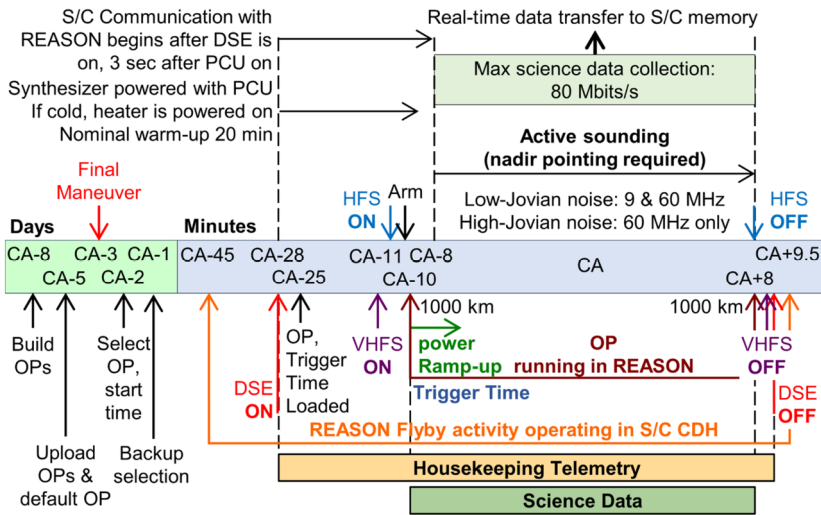 S/C Communication with
REASON begins after DSE is
on, 3 sec after PCU on
Synthesizer powered with PCU
If cold, heater is powered on
Nominal warm-up 20 min
Real-time data transfer to S/C memory
Max science data collection:
80 Mbits/s
Active sounding
(nadir pointing required)
Low-Jovian noise: 9 & 60 MHz
High-Jovian noise: 60 MHz only
Final
Maneuver
HFS
ON
Arm
HFS
OFF
Days
Minutes
CA-8
CA-5
CA-3
CA-2
CA-1
CA-45
CA-28
CA-25
CA-11
CA-10
CA-8
CA
CA+8
CA+9.5
Build
OPs
Upload
OPs &
default OP
Select
OP,
start
time
Backup
selection
DSE
ON
OP,
Trigger
Time
Loaded
VHFS
ON
1000 km
power
Ramp-up
OP
running in REASON
Trigger Time
1000 km
VHFS
OFF
DSE
OFF
REASON Flyby activity operating in S/C CDH
Housekeeping Telemetry
Science Data